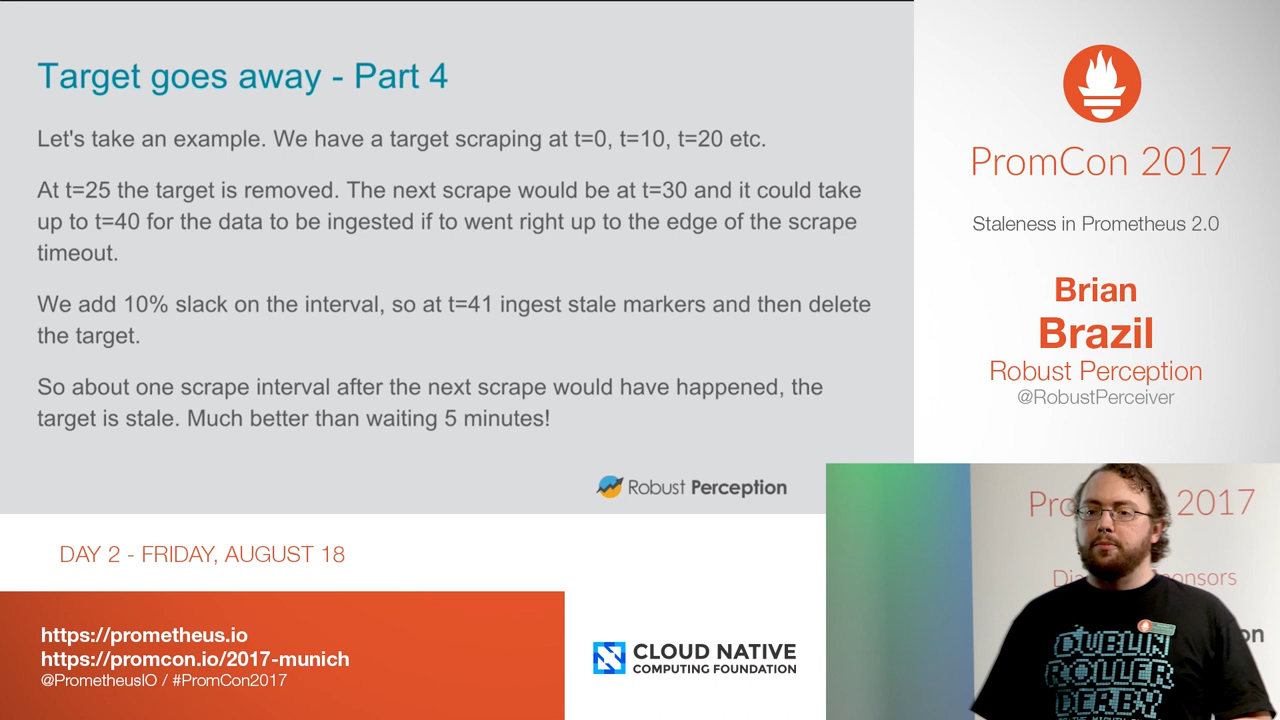 Target goes away - Part 4
Let's take an example. We have a target scraping at t=0, t=10, t=20 etc.
At t=25 the target is removed. The next scrape would be at t=30 and it could take
up to t=40 for the data to be ingested if to went right up to the edge of the scrape
timeout.
We add 10% slack on the interval, so at t=41 ingest stale markers and then delete
the target.
So about one scrape interval after the next scrape would have happened, the
target is stale. Much better than waiting 5 minutes!
Robust Perception
PromCon 2017
Staleness in Prometheus 2.0
Brian
Brazil
Robust Perception
@RobustPerceiver
DAY 2 - FRIDAY, AUGUST 18
https://prometheus.io
https://promcon.io/2017-munich
@PrometheusIO / #PromCon2017
CLOUD NATIVE
COMPUTING FOUNDATION
2017
DUBLIN
ROLLER
DERBY